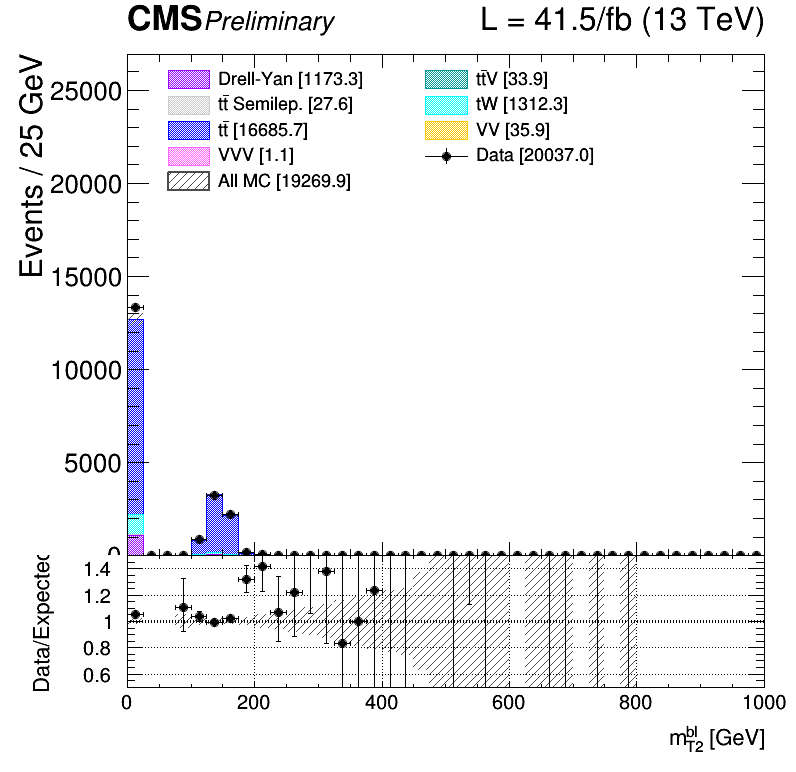 CMS Preliminary L = 41.5/fb (13 TeV)
Events / 25 GeV
25000
20000
15000
10000
5000
0
Drell-Yan [1173.3]
tt̄ Semilep. [27.6]
tt̄ [16685.7]
VVV [1.1]
All MC [19269.9]
tt̄V [33.9]
tW [1312.3]
VV [35.9]
Data [20037.0]
Data/Expected
1.4
1.2
1
0.8
0.6
0 200 400 600 800 1000
m_{T2}^{bl} [GeV]